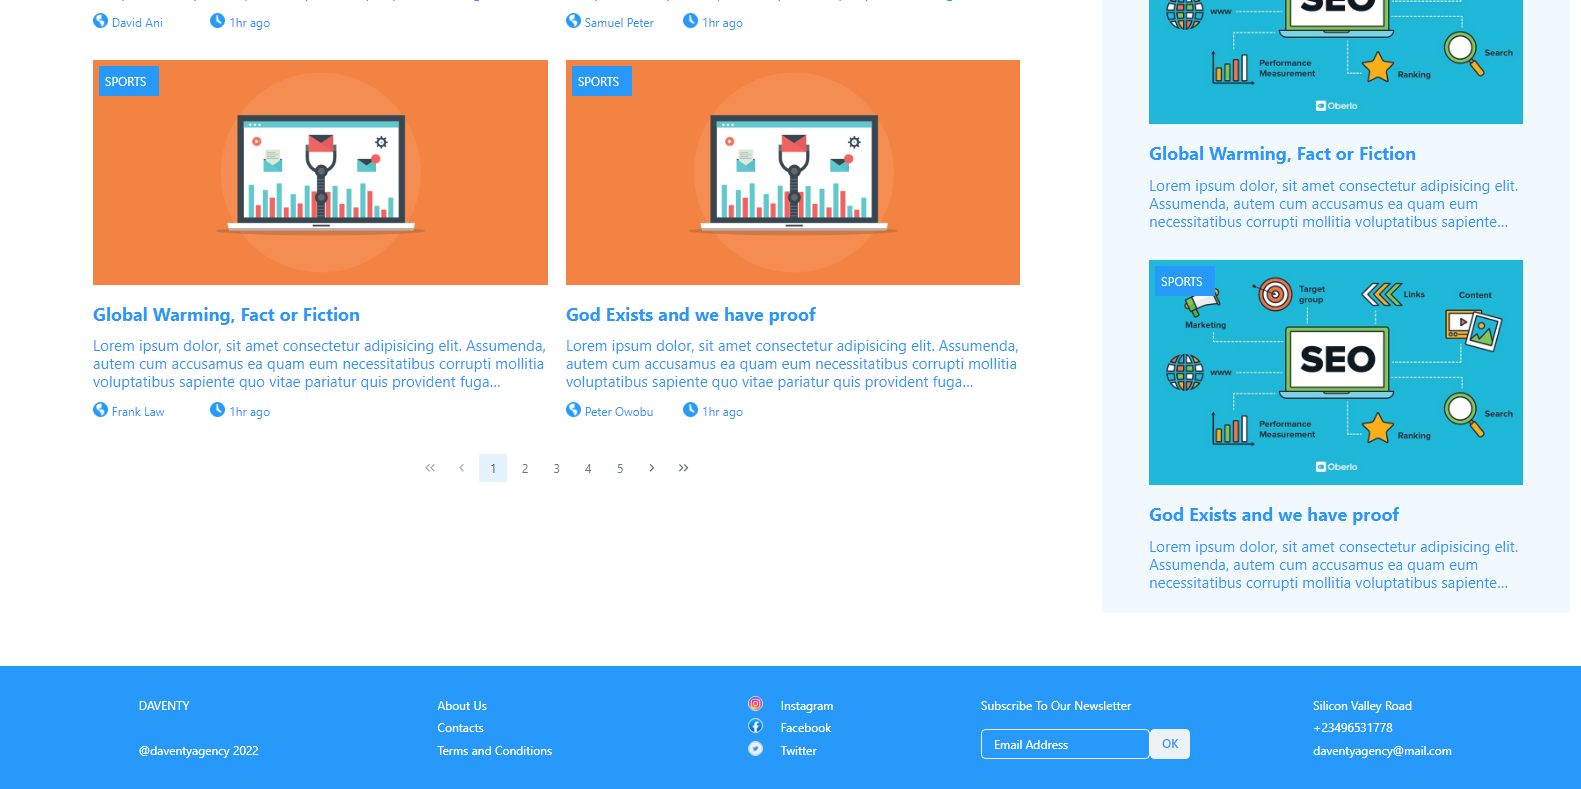 David Ani
1hr ago
Samuel Peter
1hr ago
SPORTS
Global Warming, Fact or Fiction
Lorem ipsum dolor, sit amet consectetur adipisicing elit. Assumenda,
autem cum accusamus ea quam eum necessitatibus corrupti mollitia
voluptatibus sapiente quo vitae pariatur quis provident fuga...
Frank Law
1hr ago
SPORTS
God Exists and we have proof
Lorem ipsum dolor, sit amet consectetur adipisicing elit. Assumenda,
autem cum accusamus ea quam eum necessitatibus corrupti mollitia
voluptatibus sapiente quo vitae pariatur quis provident fuga...
Peter Owobu
1hr ago
1 2 3 4 5
SEO
www
Search
Performance
Measurement
Ranking
Oberlo
Global Warming, Fact or Fiction
Lorem ipsum dolor, sit amet consectetur adipisicing elit.
Assumenda, autem cum accusamus ea quam eum
necessitatibus corrupti mollitia voluptatibus sapiente...
SPORTS
Target
group
Links
Content
Marketing
SEO
www
Search
Performance
Measurement
Ranking
Oberlo
God Exists and we have proof
Lorem ipsum dolor, sit amet consectetur adipisicing elit.
Assumenda, autem cum accusamus ea quam eum
necessitatibus corrupti mollitia voluptatibus sapiente...
DAVENTY
@daventyagency 2022
About Us
Contacts
Terms and Conditions
Instagram
Facebook
Twitter
Subscribe To Our Newsletter
Email Address
OK
Silicon Valley Road
+23496531778
daventyagency@mail.com